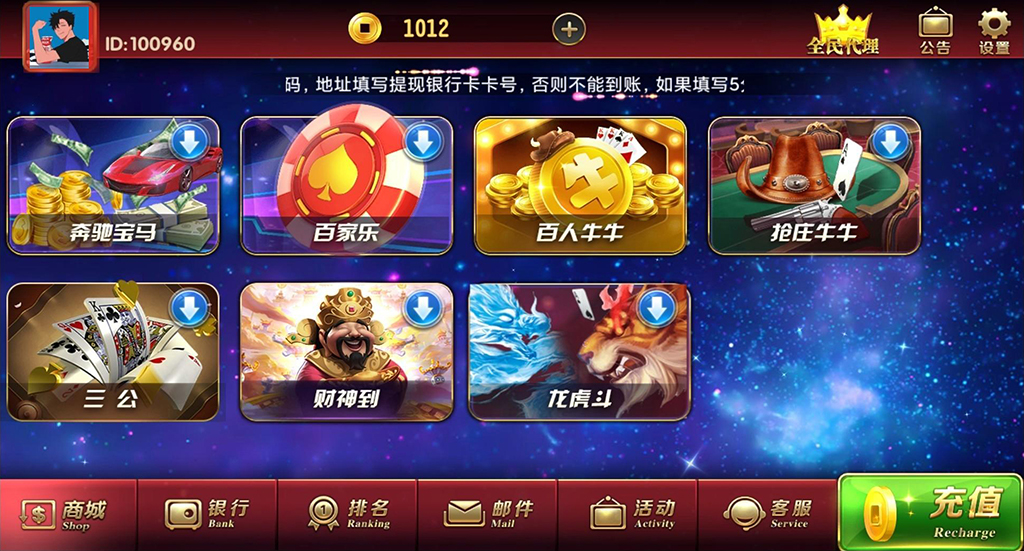 ID:100960
1012
全民代理
公告
设置
码，地址填写提现银行卡卡号，否则不能到账，如果填写5
奔驰宝马
百家乐
百人牛牛
抢庄牛牛
三公
财神到
龙虎斗
商城
Shop
银行
Bank
排名
Ranking
邮件
Mail
活动
Activity
客服
Service
充值
Recharge